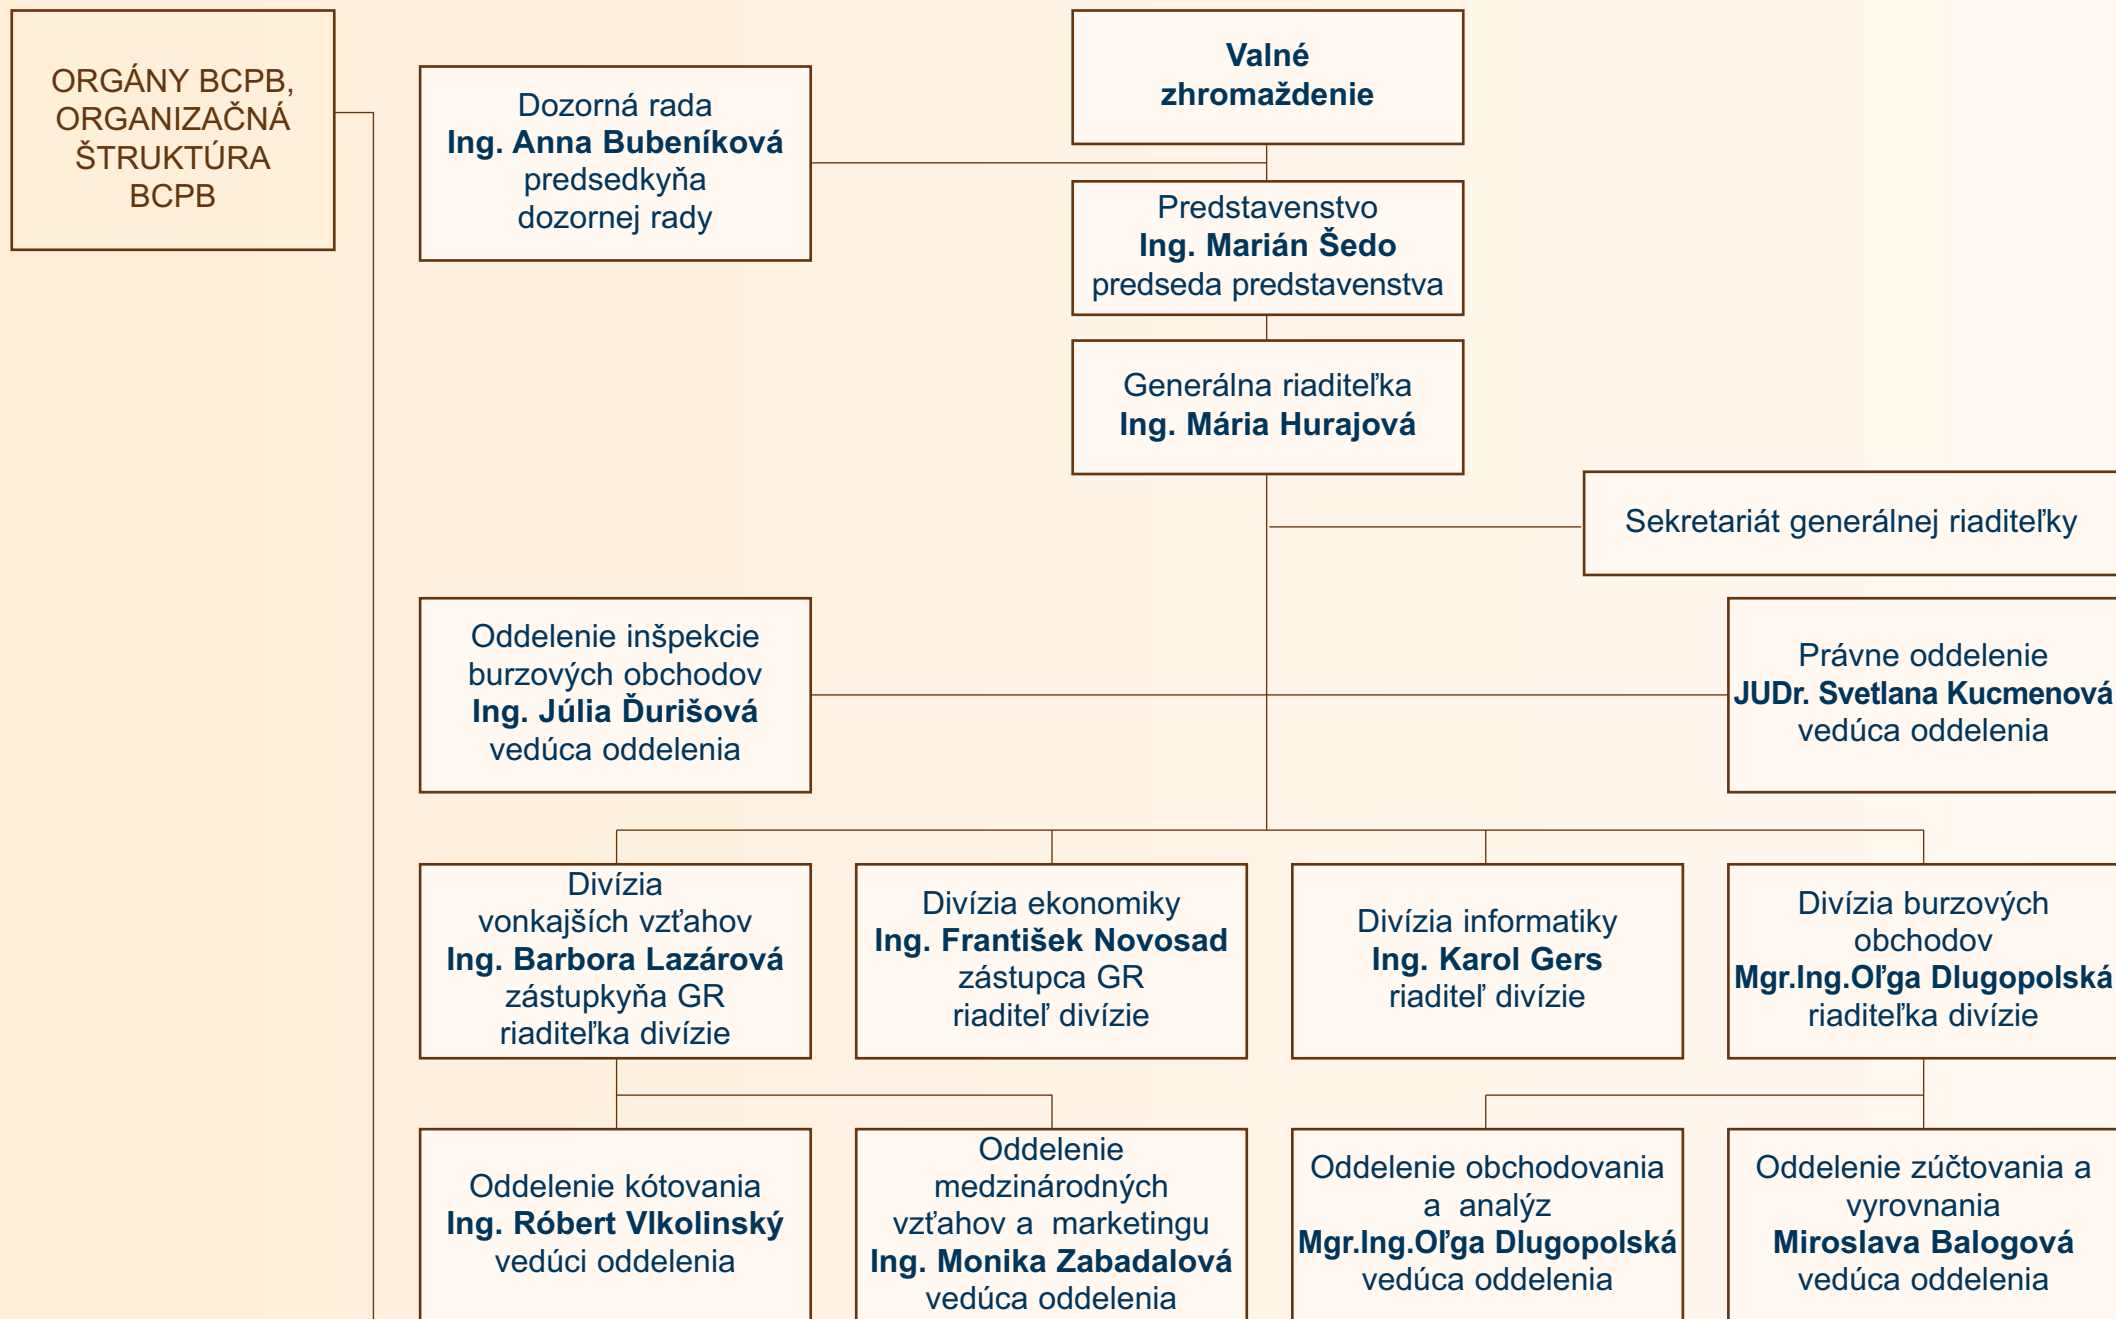 ORGÁNY BCPB,
ORGANIZAČNÁ
ŠTRUKTÚRA
BCPB
Valné
zhromaždenie
Dozorná rada
Ing. Anna Bubeníková
predsedkyňa
dozornej rady
Predstavenstvo
Ing. Marián Šedo
predseda predstavenstva
Generálna riaditeľka
Ing. Mária Hurajová
Sekretariát generálnej riaditeľky
Oddelenie inšpekcie
burzových obchodov
Ing. Júlia Ďurišová
vedúca oddelenia
Právne oddelenie
JUDr. Svetlana Kucmenová
vedúca oddelenia
Divízia
vonkajších vzťahov
Ing. Barbora Lazárová
zástupkyňa GR
riaditeľka divízie
Divízia ekonomiky
Ing. František Novosad
zástupca GR
riaditeľ divízie
Divízia informatiky
Ing. Karol Gers
riaditeľ divízie
Divízia burzových
obchodov
Mgr.Ing.Oľga Dlugopolská
riaditeľka divízie
Oddelenie kótovania
Ing. Róbert Vlkolinský
vedúci oddelenia
Oddelenie
medzinárodných
vzťahov a  marketingu
Ing. Monika Zabadalová
vedúca oddelenia
Oddelenie obchodovania
a  analýz
Mgr.Ing.Oľga Dlugopolská
vedúca oddelenia
Oddelenie zúčtovania a
vyrovnania
Miroslava Balogová
vedúca oddelenia